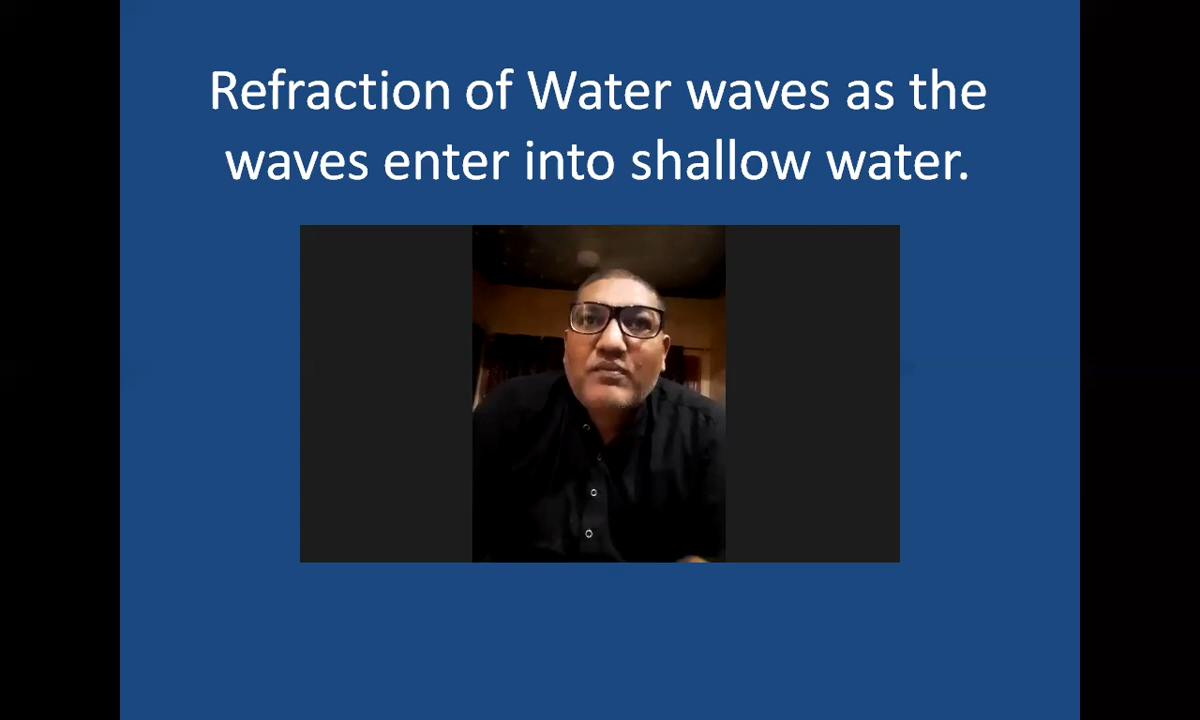 Refraction of Water waves as the
waves enter into shallow water.